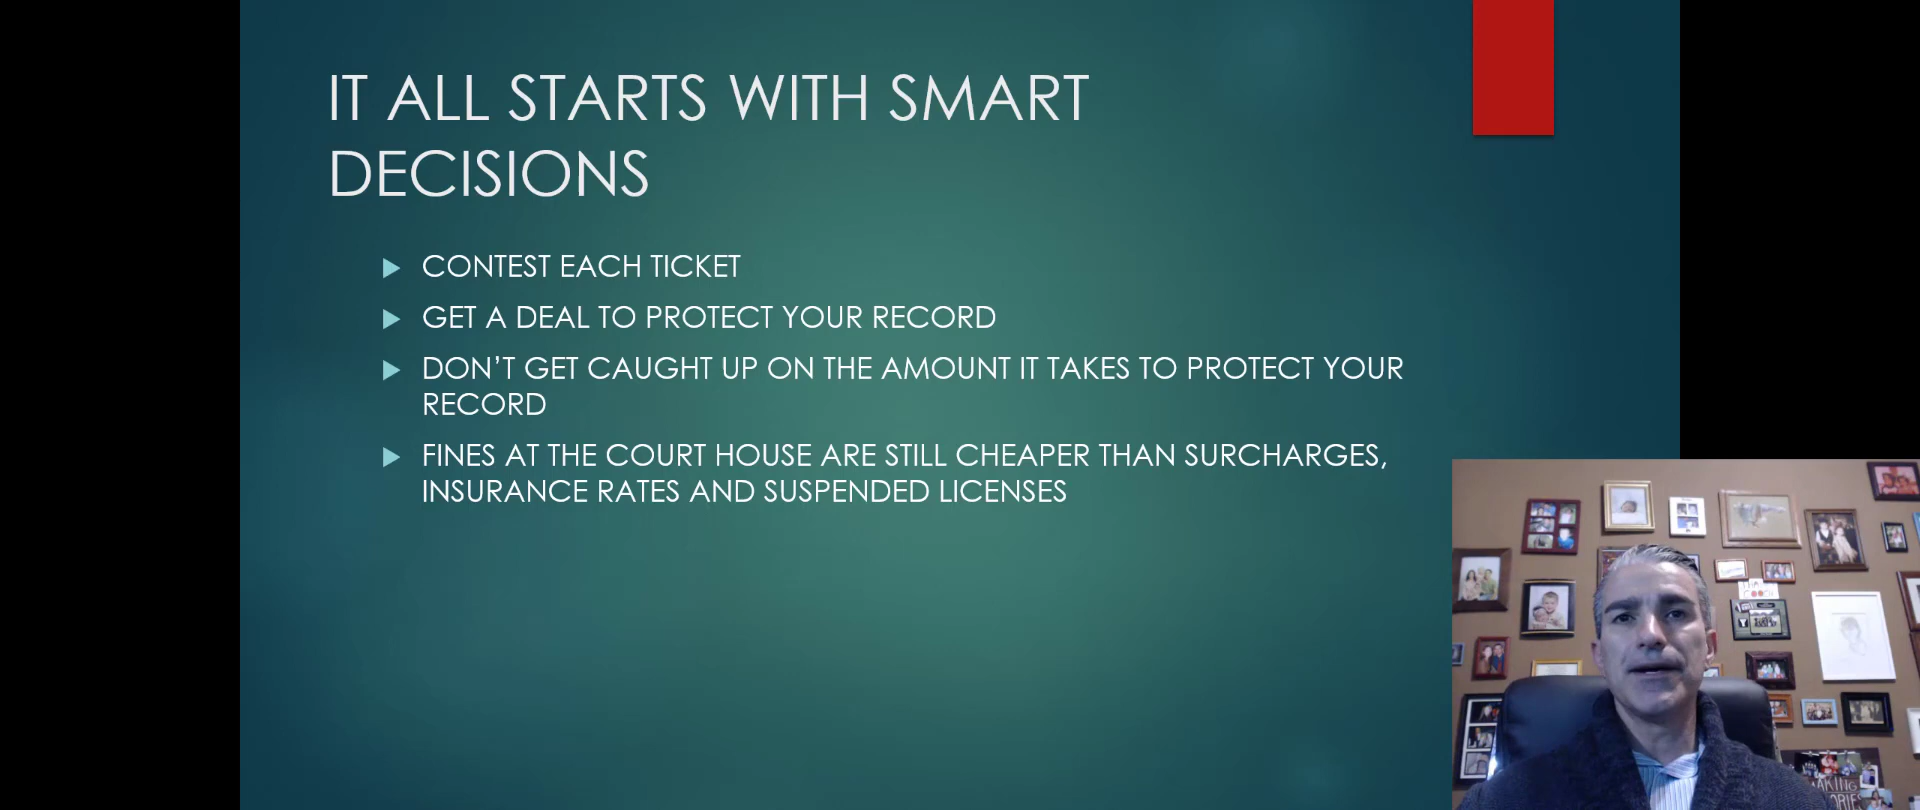 IT ALL STARTS WITH SMART
DECISIONS
CONTEST EACH TICKET
GET A DEAL TO PROTECT YOUR RECORD
DON’T GET CAUGHT UP ON THE AMOUNT IT TAKES TO PROTECT YOUR
RECORD
FINES AT THE COURT HOUSE ARE STILL CHEAPER THAN SURCHARGES,
INSURANCE RATES AND SUSPENDED LICENSES